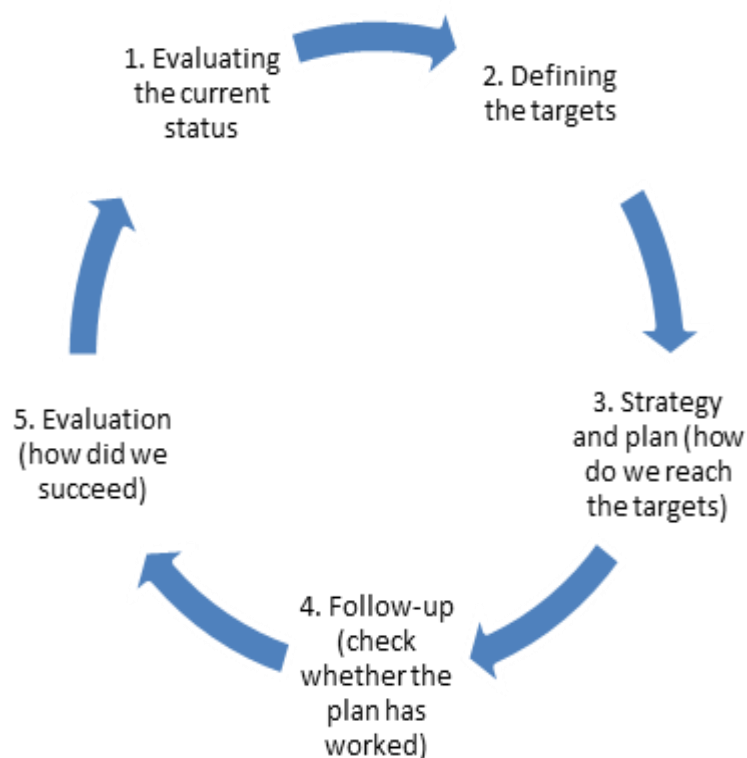 1. Evaluating
the current
status
2. Defining
the targets
3. Strategy
and plan (how
do we reach
the targets)
4. Follow-up
(check
whether the
plan has
worked)
5. Evaluation
(how did we
succeed)